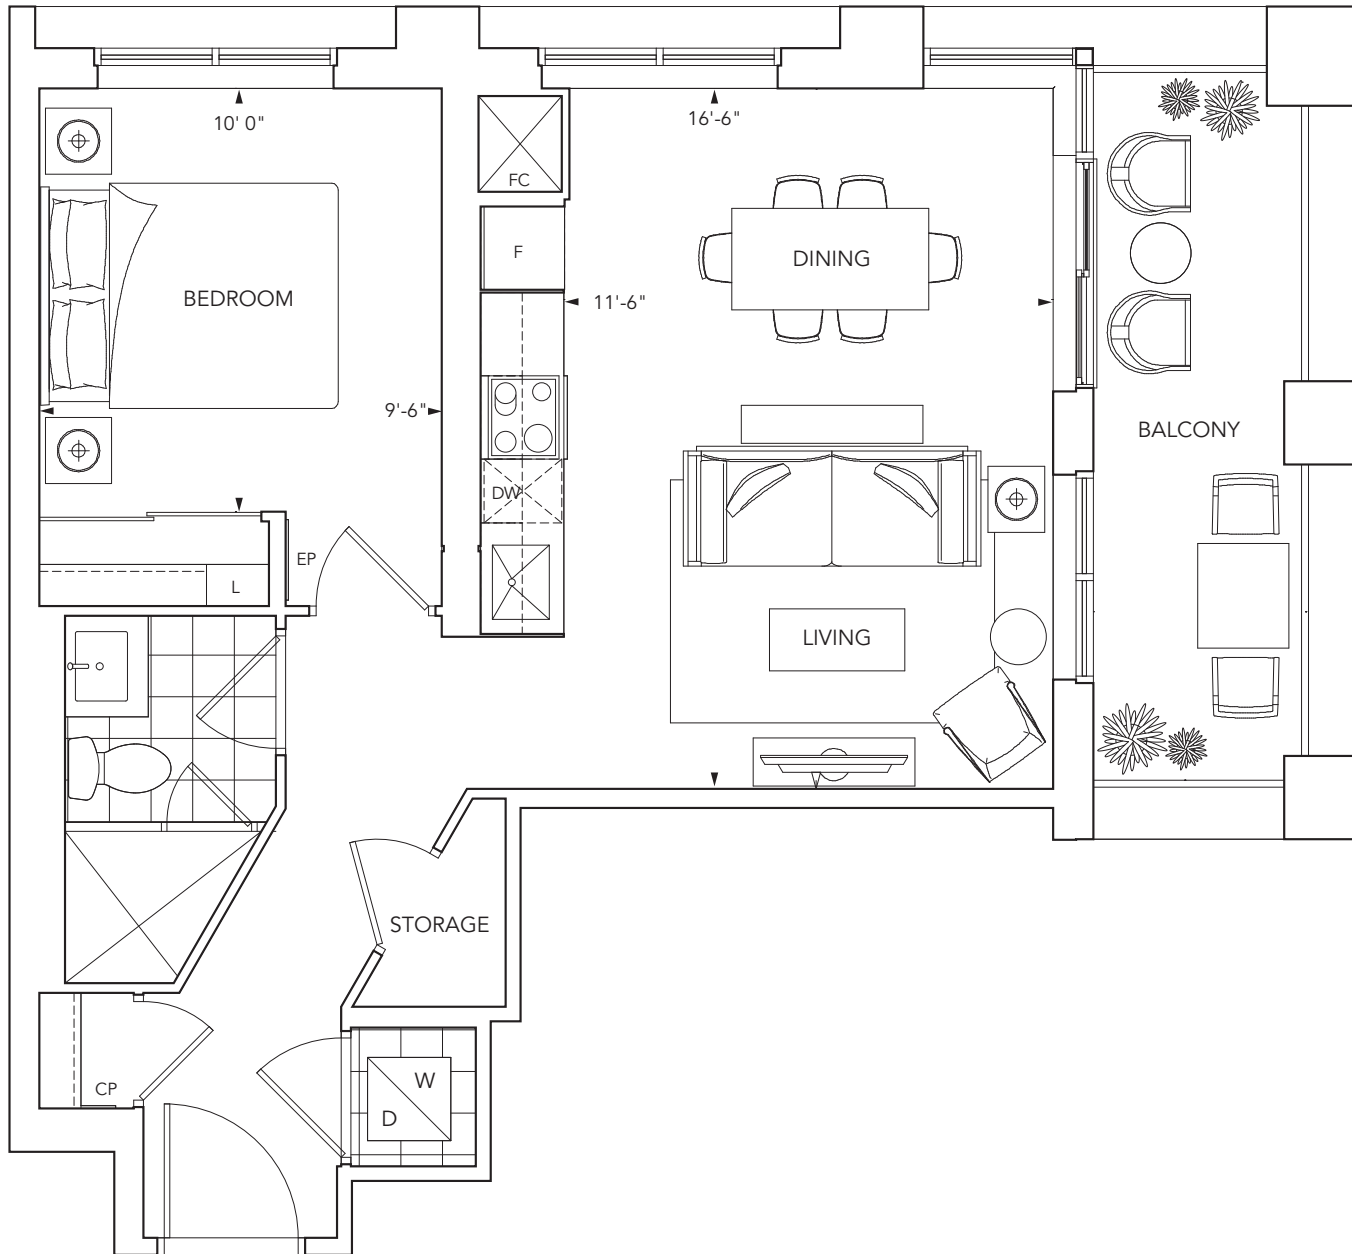 10' 0"
16'-6"
FC
F
DINING
BEDROOM
11'-6"
9'-6"
BALCONY
DW
EP
L
LIVING
STORAGE
W
CP
D